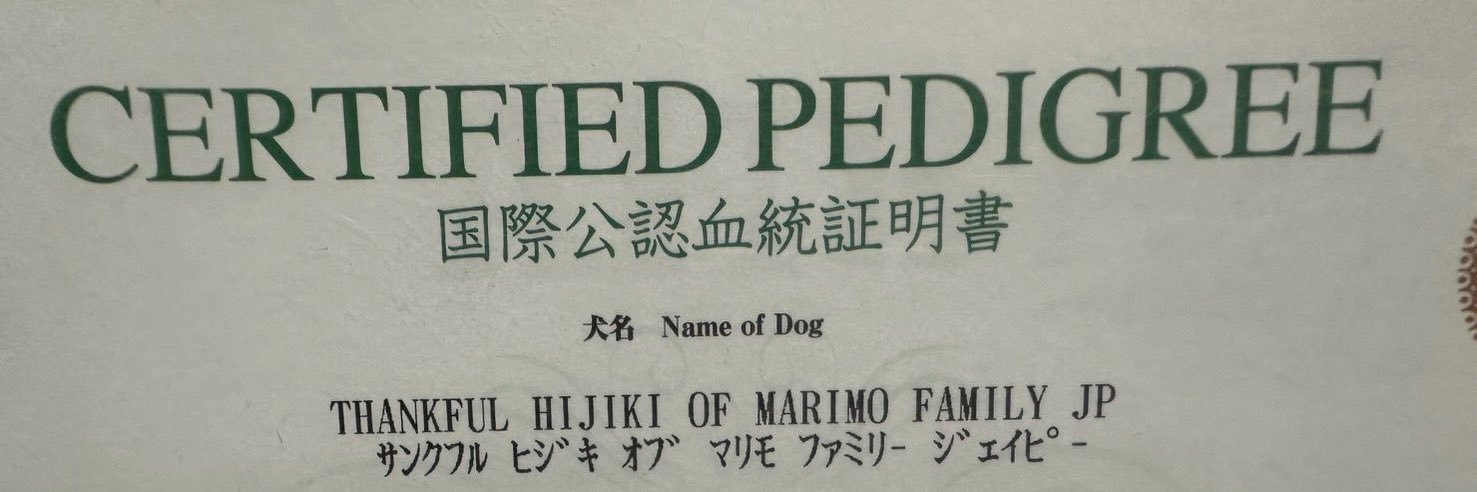 CERTIFIED PEDIGREE
国際公認血統証明書
犬名 Name of Dog
THANKFUL HIJIKI OF MARIMO FAMILY JP
サンクフル ヒジキ オブ マリモ ファミリー ジェイピー